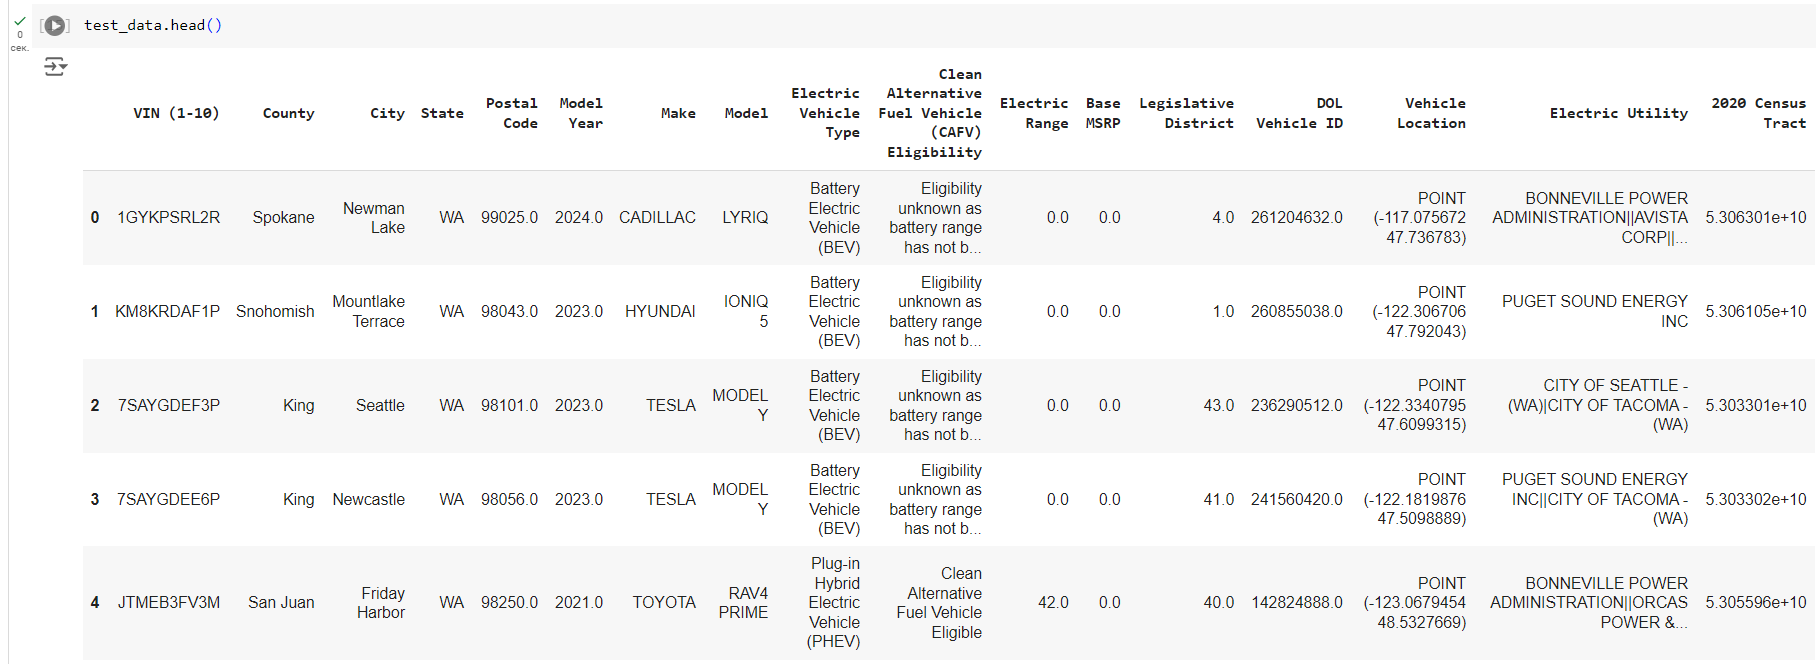 test_data.head()
0
сек.
VIN (1-10) County City State Postal Code Model Year Make Model Electric Vehicle Type Clean Alternative Fuel Vehicle (CAFV) Eligibility Electric Range Base MSRP Legislative District DOL Vehicle ID Vehicle Location Electric Utility 2020 Census Tract
0 1GYKPSRL2R Spokane Newman Lake WA 99025.0 2024.0 CADILLAC LYRIQ Battery Electric Vehicle (BEV) Eligibility unknown as battery range has not b... 0.0 0.0 4.0 261204632.0 POINT (-117.075672 47.736783) BONNEVILLE POWER ADMINISTRATION||AVISTA CORP||... 5.306301e+10
1 KM8KRDAF1P Snohomish Mountlake Terrace WA 98043.0 2023.0 HYUNDAI IONIQ 5 Battery Electric Vehicle (BEV) Eligibility unknown as battery range has not b... 0.0 0.0 1.0 260855038.0 POINT (-122.306706 47.792043) PUGET SOUND ENERGY INC 5.306105e+10
2 7SAYGDEF3P King Seattle WA 98101.0 2023.0 TESLA MODEL Y Battery Electric Vehicle (BEV) Eligibility unknown as battery range has not b... 0.0 0.0 43.0 236290512.0 POINT (-122.3340795 47.6099315) CITY OF SEATTLE - (WA)|CITY OF TACOMA - (WA) 5.303301e+10
3 7SAYGDEE6P King Newcastle WA 98056.0 2023.0 TESLA MODEL Y Battery Electric Vehicle (BEV) Eligibility unknown as battery range has not b... 0.0 0.0 41.0 241560420.0 POINT (-122.1819876 47.5098889) PUGET SOUND ENERGY INC||CITY OF TACOMA - (WA) 5.303302e+10
4 JTMEB3FV3M San Juan Friday Harbor WA 98250.0 2021.0 TOYOTA RAV4 PRIME Plug-in Hybrid Electric Vehicle (PHEV) Clean Alternative Fuel Vehicle Eligible 42.0 0.0 40.0 142824888.0 POINT (-123.0679454 48.5327669) BONNEVILLE POWER ADMINISTRATION||ORCAS POWER &... 5.305596e+10